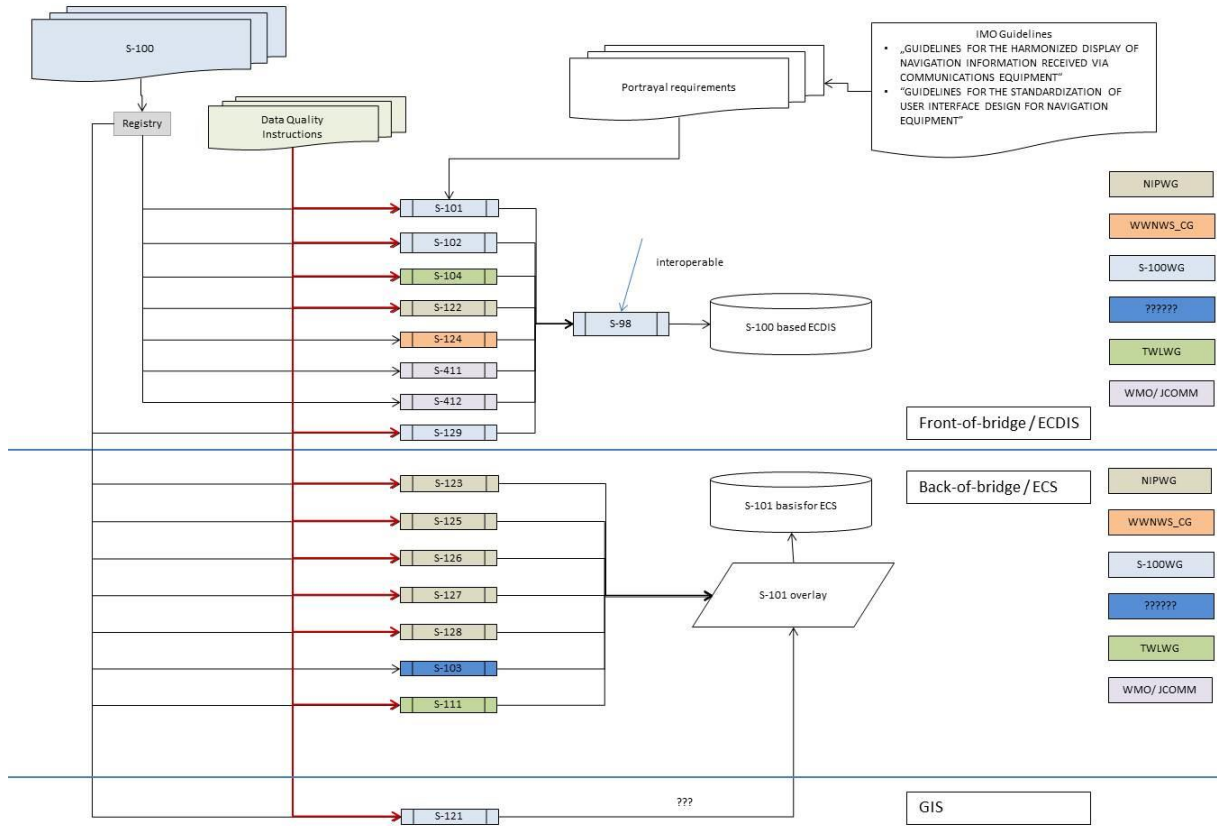 S-100
IMO Guidelines
• „GUIDELINES FOR THE HARMONIZED DISPLAY OF
NAVIGATION INFORMATION RECEIVED VIA
COMMUNICATIONS EQUIPMENT“
• “GUIDELINES FOR THE STANDARDIZATION OF
USER INTERFACE DESIGN FOR NAVIGATION
EQUIPMENT”
Portrayal requirements
Registry
Data Quality
Instructions
S-101
S-102
S-104
S-122
S-124
S-411
S-412
S-129
interoperable
S-98
S-100 based ECDIS
NIPWG
WWNWS_CG
S-100WG
??????
TWLWG
WMO/ JCOMM
Front-of-bridge / ECDIS
S-123
S-125
S-126
S-127
S-128
S-103
S-111
S-101 basis for ECS
S-101 overlay
Back-of-bridge / ECS
NIPWG
WWNWS_CG
S-100WG
??????
TWLWG
WMO/ JCOMM
S-121
???
GIS